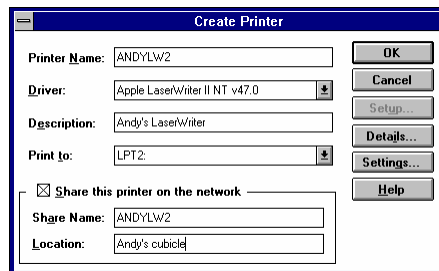 Create Printer
Printer Name: ANDYLW2
Driver: Apple LaserWriter II NT v47.0
Description: Andy's LaserWriter
Print to: LPT2:
Share this printer on the network
Share Name: ANDYLW2
Location: Andy's cubicle
OK
Cancel
Setup...
Details...
Settings...
Help